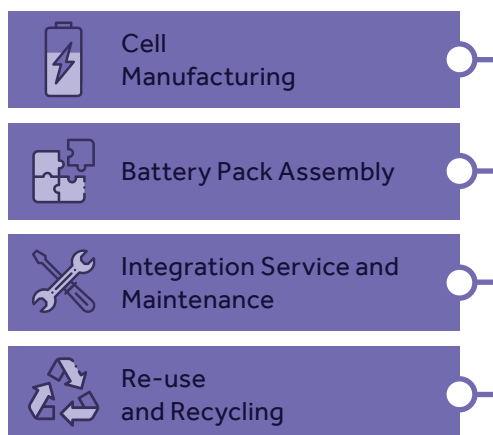 Cell
Manufacturing
Battery Pack Assembly
Integration Service and
Maintenance
Re-use
and Recycling